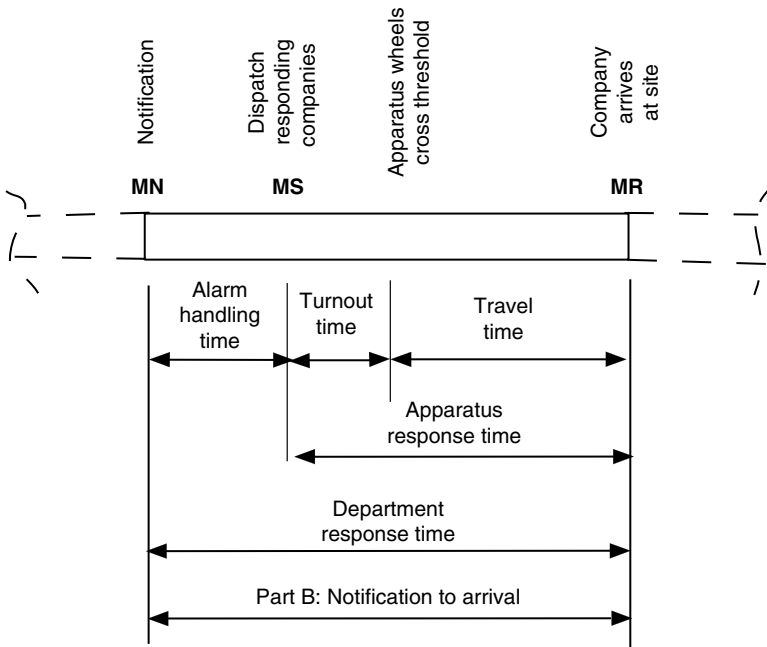 Notification
Dispatch
responding
companies
Apparatus wheels
cross threshold
Company
arrives
at site
MN
MS
MR
Alarm
handling
time
Turnout
time
Travel
time
Apparatus
response time
Department
response time
Part B: Notification to arrival